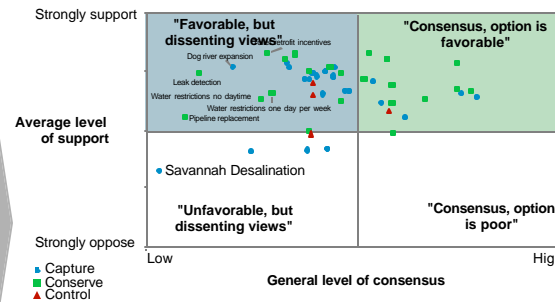 Strongly support
"Favorable, but
dissenting views"
retrofit incentives
Dog river expansion
"Consensus, option is
favorable"
Leak detection
Water restrictions no daytime
Water restrictions one day per week
Pipeline replacement
Average level
of support
Savannah Desalination
"Unfavorable, but
dissenting views"
"Consensus, option
is poor"
Strongly oppose
Low
High
General level of consensus
Capture
Conserve
Control